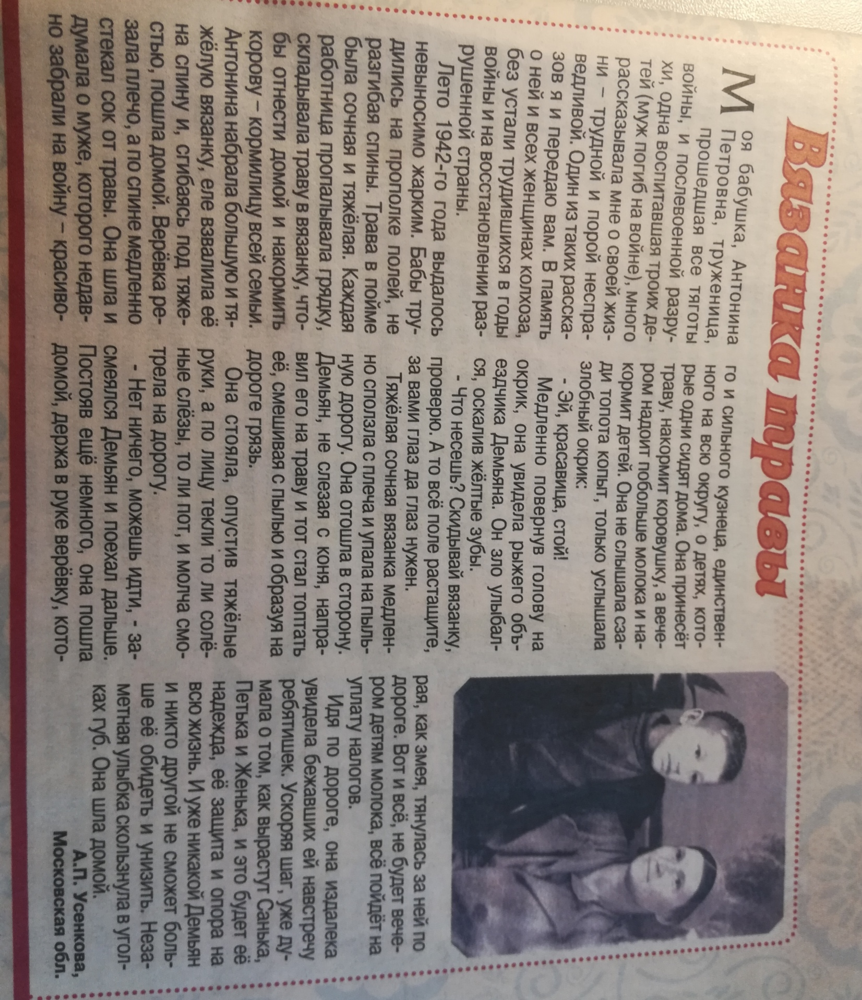 Вязанка травы
Моя бабушка, Антонина
Петровна, труженица,
прошедшая все тяготы
войны, и послевоенной разру-
хи, одна воспитавшая троих де-
тей (муж погиб на войне), много
рассказывала мне о своей жиз-
ни – трудной и порой неспра-
ведливой. Один из таких расска-
зов я и передаю вам. В память
о ней и всех женщинах колхоза,
без устали трудившихся в годы
войны и на восстановлении раз-
рушенной страны.
Лето 1942-го года выдалось
невыносимо жарким. Бабы тру-
дились на прополке полей, не
разгибая спины. Трава в пойме
была сочная и тяжёлая. Каждая
работница пропалывала грядку,
складывала траву в вязанку, что-
бы отнести домой и накормить
корову – кормилицу всей семьи.
Антонина набрала большую и тя-
жёлую вязанку, еле взвалила её
на спину и, сгибаясь под тяже-
стью, пошла домой. Верёвка ре-
зала плечо, а по спине медленно
стекал сок от травы. Она шла и
думала о муже, которого недав-
но забрали на войну – красиво-
го и сильного кузнеца, единствен-
ного на всю округу, о детях, кото-
рые одни сидят дома. Она принесёт
траву, накормит коровушку, а вече-
ром надоит побольше молока и на-
кормит детей. Она не слышала сза-
ди топота копыт, только услышала
злобный окрик:
- Эй, красавица, стой!
Медленно повернув голову на
окрик, она увидела рыжего объ-
ездчика Демьяна. Он зло улыбал-
ся, оскалив жёлтые зубы.
- Что несешь? Скидывай вязанку,
проверю. А то всё поле растащите,
за вами глаз да глаз нужен.
Тяжёлая сочная вязанка медлен-
но сползла с плеча и упала на пыль-
ную дорогу. Она отошла в сторону.
Демьян, не слезая с коня, напра-
вил его на траву и тот стал топтать
её, смешивая с пылью и образуя на
дороге грязь.
Она стояла, опустив тяжёлые
руки, а по лицу текли то ли солё-
ные слёзы, то ли пот, и молча смо-
трела на дорогу.
- Нет ничего, можешь идти, - за-
смеялся Демьян и поехал дальше.
Постояв ещё немного, она пошла
домой, держа в руке верёвку, кото-
рая, как змея, тянулась за ней по
дороге. Вот и всё, не будет вече-
ром детям молока, всё пойдёт на
уплату налогов.
Идя по дороге, она издалека
увидела бежавших ей навстречу
ребятишек. Ускоряя шаг, уже ду-
мала о том, как вырастут Санька,
Петька и Женька, и это будет её
надежда, её защита и опора на
всю жизнь. И уже никакой Демьян
и никто другой не сможет боль-
ше её обидеть и унизить. Неза-
метная улыбка скользнула в угол-
ках губ. Она шла домой.
А.П. Усенкова,
Московская обл.